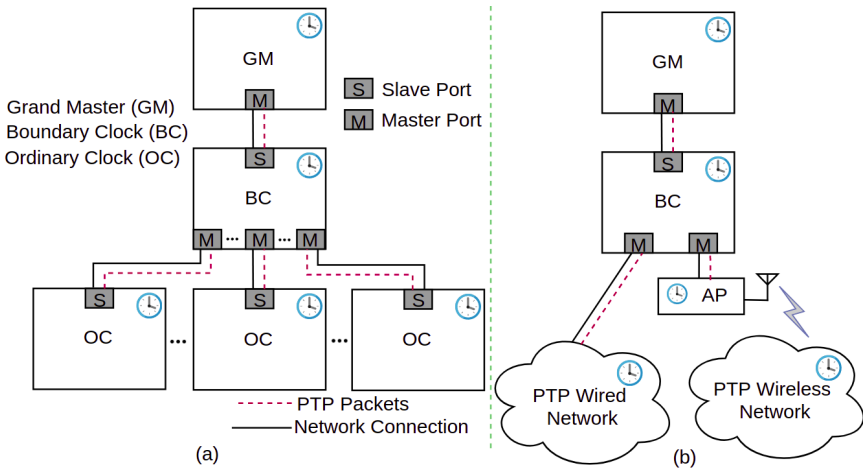 GM
M
S Slave Port
M Master Port
Grand Master (GM)
Boundary Clock (BC)
Ordinary Clock (OC)
S
BC
M ... M ... M
S S S
OC ... OC ... OC
PTP Packets
Network Connection
(a)
GM
M
S
BC
M M
AP
PTP Wired
Network
PTP Wireless
Network
(b)